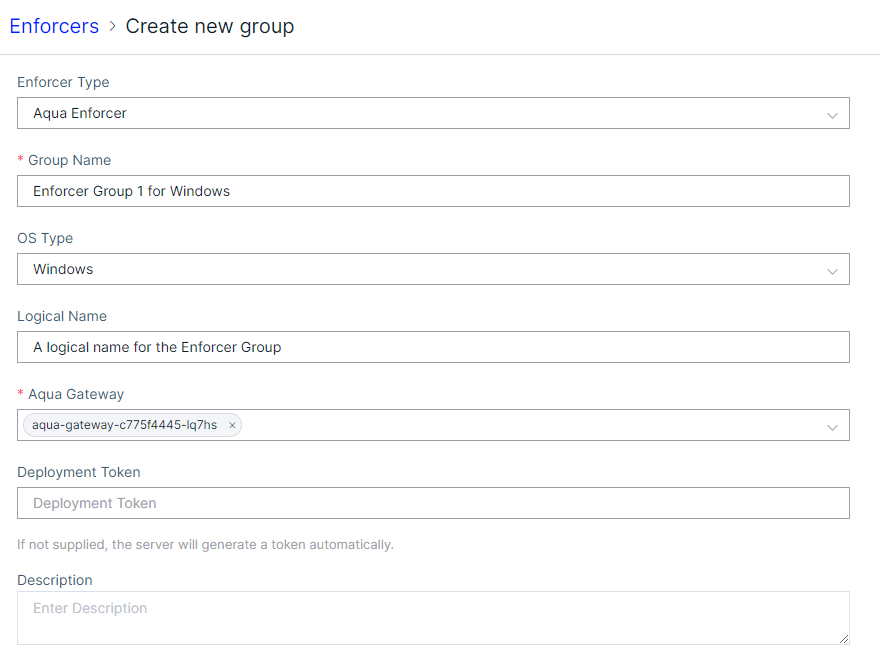 Enforcers > Create new group
Enforcer Type
Aqua Enforcer
* Group Name
Enforcer Group 1 for Windows
OS Type
Windows
Logical Name
A logical name for the Enforcer Group
* Aqua Gateway
aqua-gateway-c775f4445-lq7hs ×
Deployment Token
Deployment Token
If not supplied, the server will generate a token automatically.
Description
Enter Description